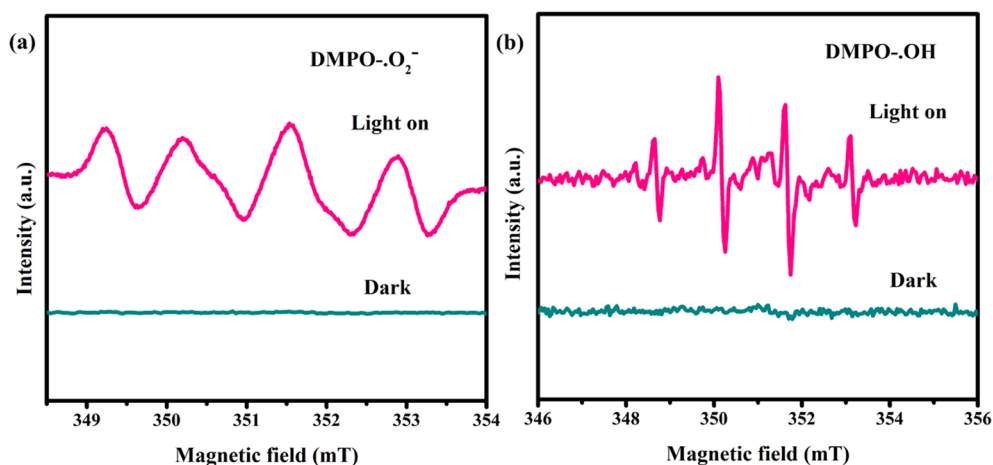 (a)
DMPO-.O₂⁻
Light on
Dark
Intensity (a.u.)
349 350 351 352 353 354
Magnetic field (mT)
(b)
DMPO-.OH
Light on
Dark
Intensity (a.u.)
346 348 350 352 354 356
Magnetic field (mT)